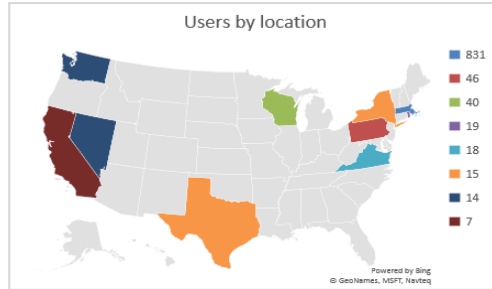 Users by location
831
46
40
19
18
15
14
7
Powered by Bing
© GeoNames, MSFT, Navteq